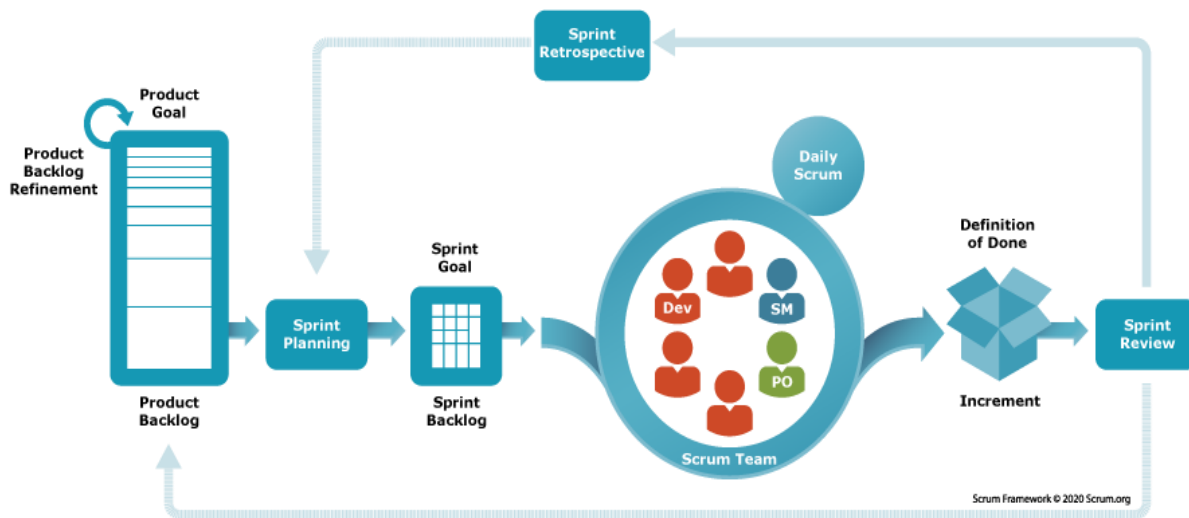 Sprint
Retrospective
Product
Goal
Product
Backlog
Refinement
Daily
Scrum
Definition
of Done
Sprint
Goal
Dev
SM
Sprint
Planning
Sprint
Review
PO
Product
Backlog
Sprint
Backlog
Increment
Scrum Team
Scrum Framework © 2020 Scrum.org